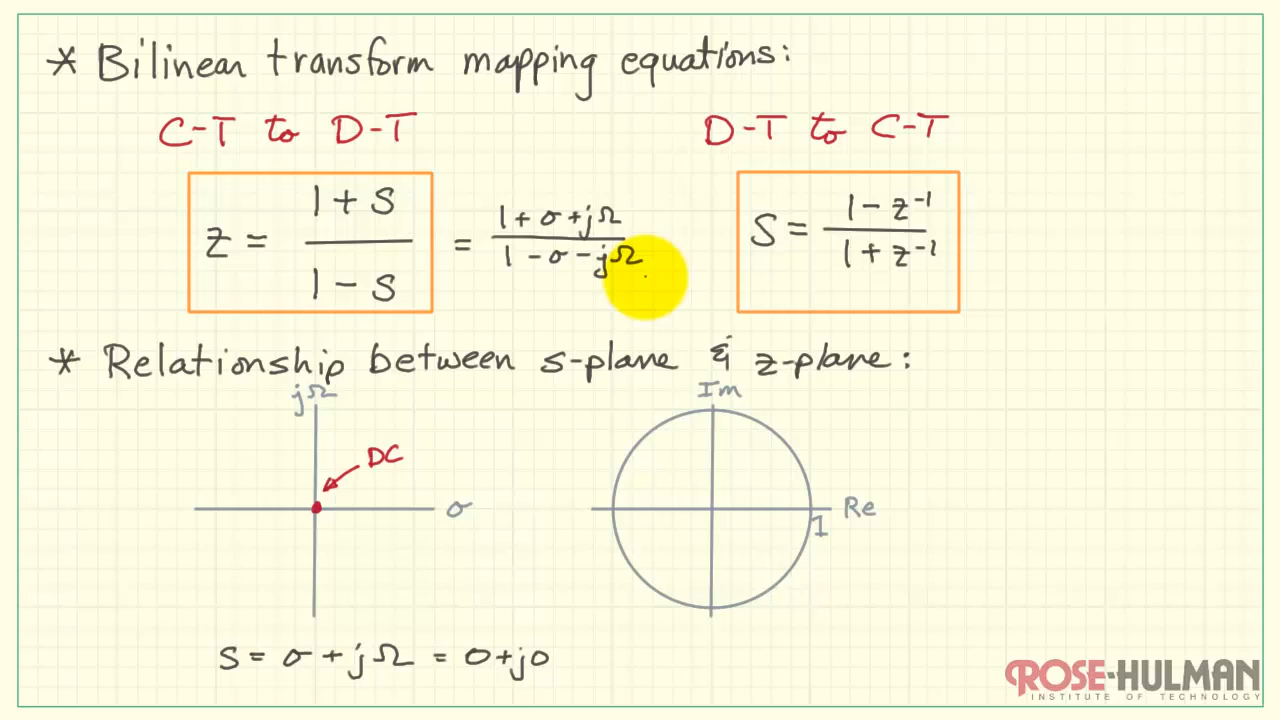 * Bilinear transform mapping equations:
C-T to D-T
D-T to C-T
z = (1 + s)/(1 - s) = (1 + σ + jΩ)/(1 - σ - jΩ)
s = (1 - z⁻¹)/(1 + z⁻¹)
* Relationship between s-plane & z-plane:
jΩ
DC
σ
Im
Re
1
s = σ + jΩ = 0 + j0
ROSE-HULMAN
INSTITUTE OF TECHNOLOGY